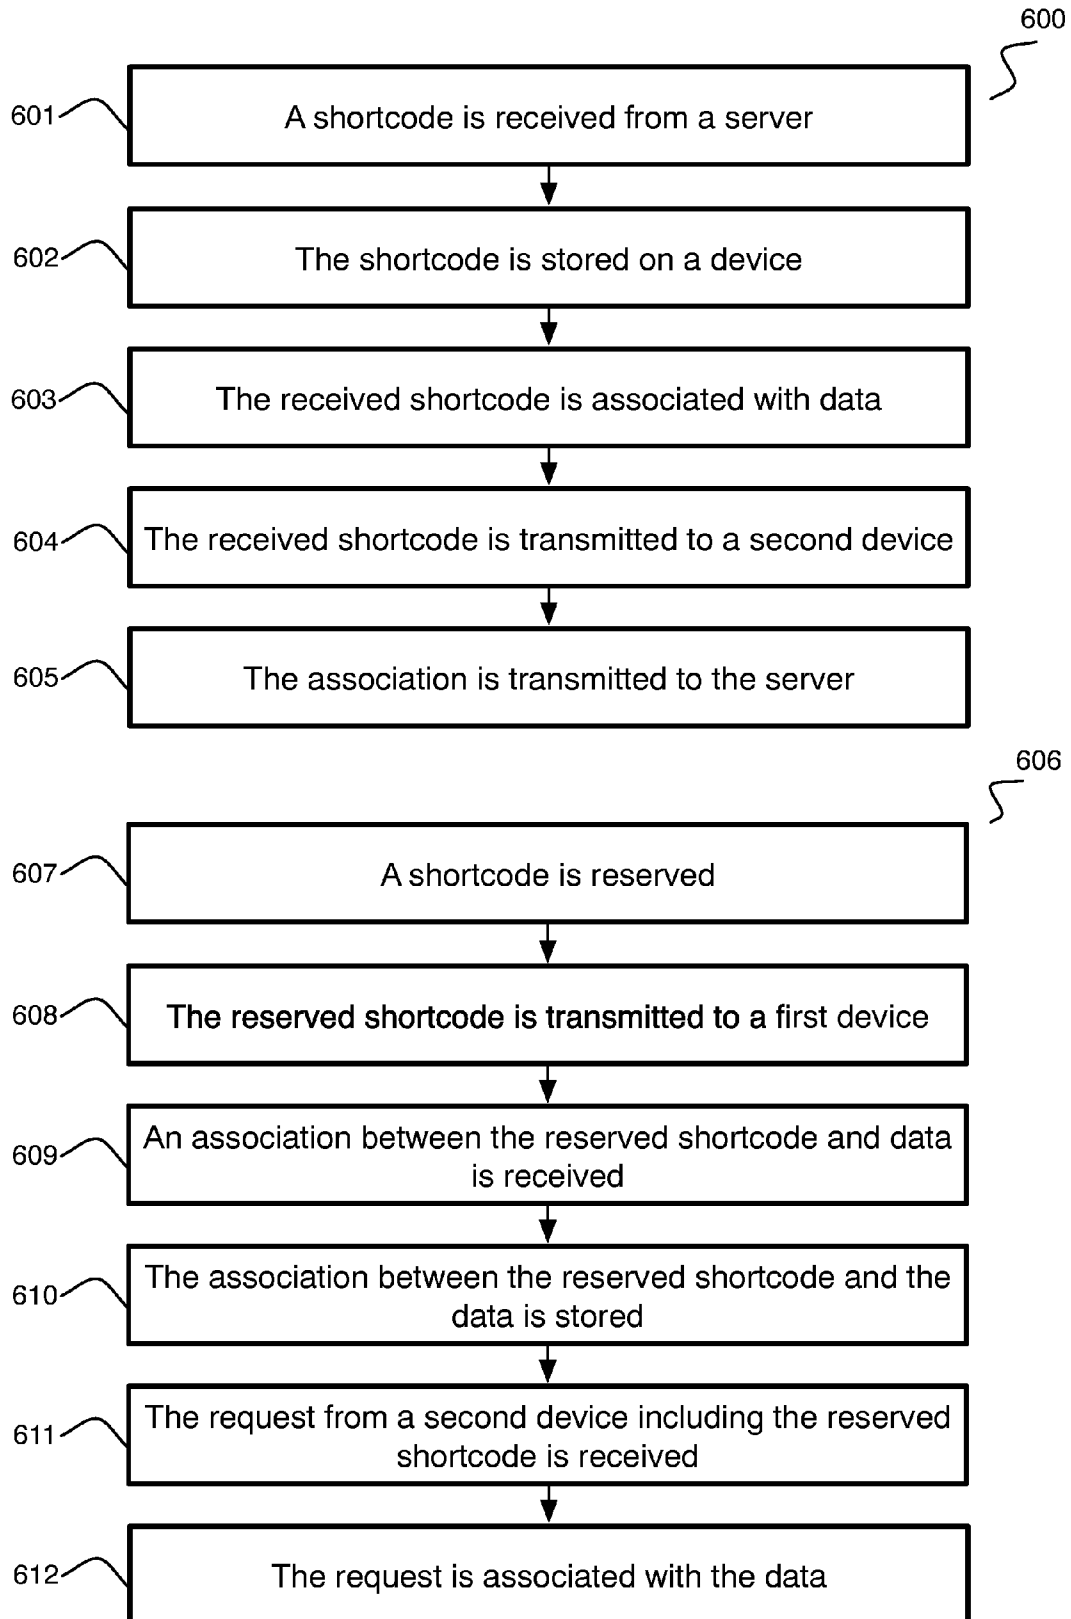 600
601
A shortcode is received from a server
602
The shortcode is stored on a device
603
The received shortcode is associated with data
604
The received shortcode is transmitted to a second device
605
The association is transmitted to the server
606
607
A shortcode is reserved
608
The reserved shortcode is transmitted to a first device
609
An association between the reserved shortcode and data
is received
610
The association between the reserved shortcode and the
data is stored
611
The request from a second device including the reserved
shortcode is received
612
The request is associated with the data